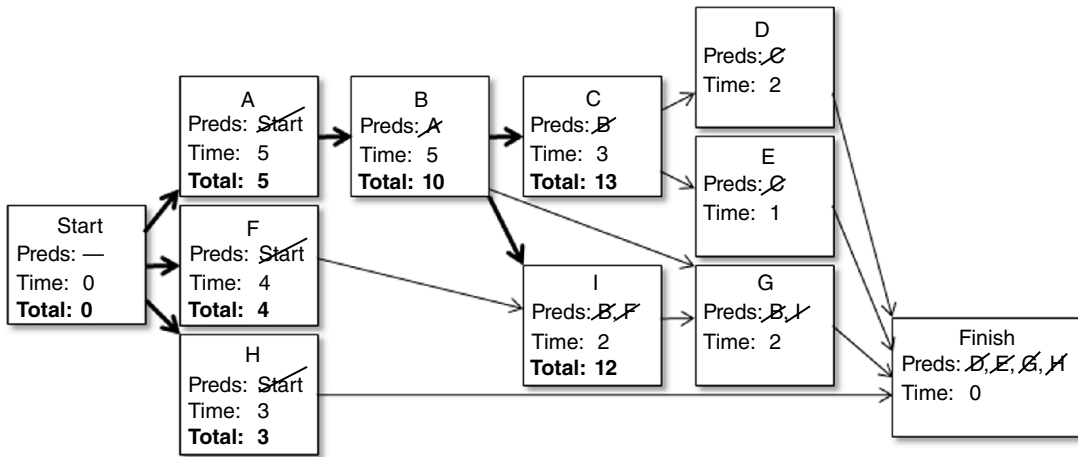 Start
Preds: —
Time: 0
Total: 0
A
Preds: Start
Time: 5
Total: 5
F
Preds: Start
Time: 4
Total: 4
H
Preds: Start
Time: 3
Total: 3
B
Preds: A
Time: 5
Total: 10
C
Preds: B
Time: 3
Total: 13
I
Preds: B, F
Time: 2
Total: 12
D
Preds: C
Time: 2
E
Preds: C
Time: 1
G
Preds: B, I
Time: 2
Finish
Preds: D, E, G, H
Time: 0